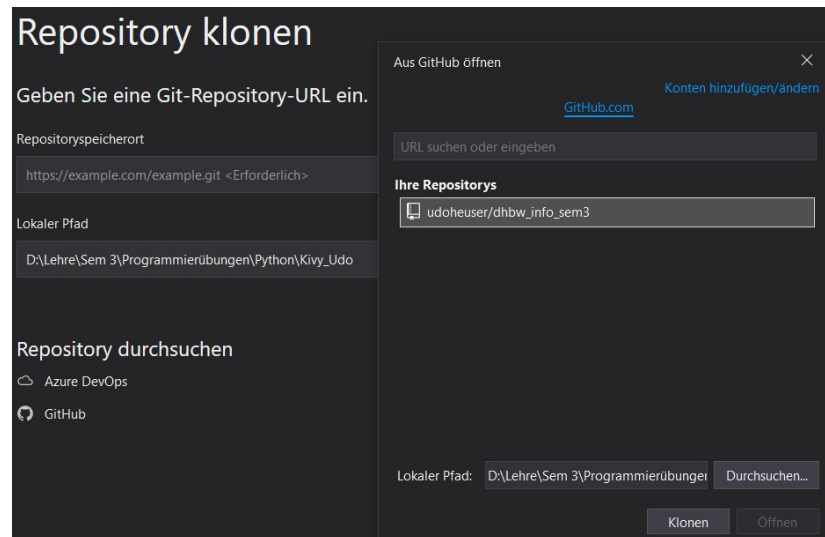 Repository klonen
Geben Sie eine Git-Repository-URL ein.
Repositoryspeicherort
https://example.com/example.git <Erforderlich>
Lokaler Pfad
D:\Lehre\Sem 3\Programmierübungen\Python\Kivy_Udo
Repository durchsuchen
Azure DevOps
GitHub
Aus GitHub öffnen
Konten hinzufügen/ändern
GitHub.com
URL suchen oder eingeben
Ihre Repositorys
udoheuser/dhbw_info_sem3
Lokaler Pfad: D:\Lehre\Sem 3\Programmierübunger Durchsuchen...
Klonen Öffnen